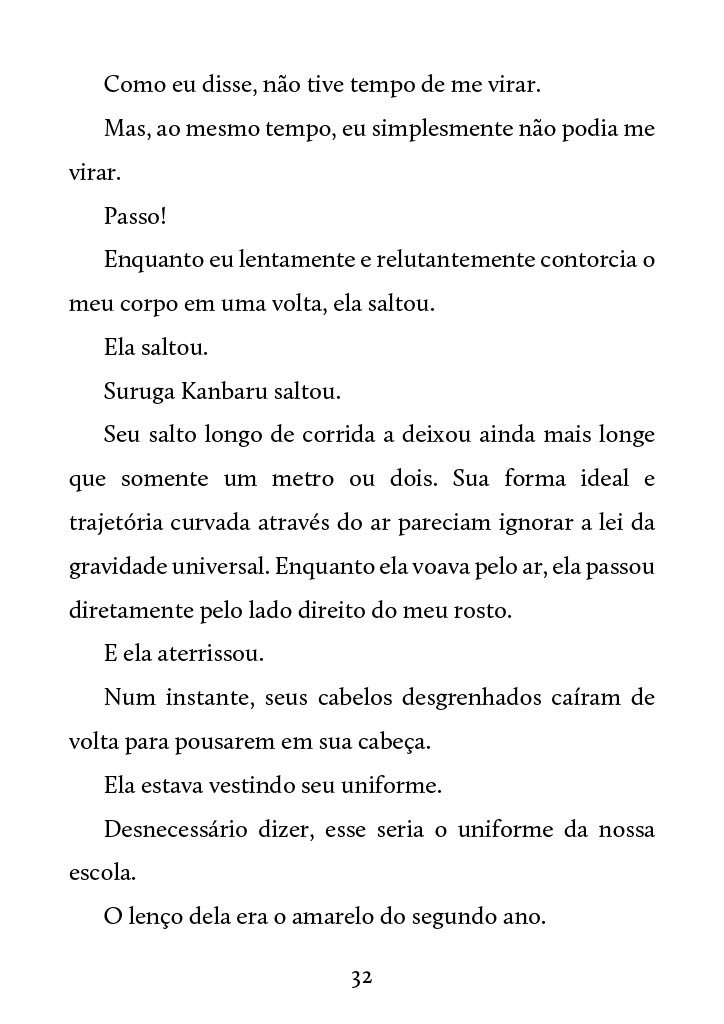 Como eu disse, não tive tempo de me virar.
Mas, ao mesmo tempo, eu simplesmente não podia me
virar.
Passo!
Enquanto eu lentamente e relutantemente contorcia o
meu corpo em uma volta, ela saltou.
Ela saltou.
Suruga Kanbaru saltou.
Seu salto longo de corrida a deixou ainda mais longe
que somente um metro ou dois. Sua forma ideal e
trajetória curvada através do ar pareciam ignorar a lei da
gravidade universal. Enquanto ela voava pelo ar, ela passou
diretamente pelo lado direito do meu rosto.
E ela aterrissou.
Num instante, seus cabelos desgrenhados caíram de
volta para pousarem em sua cabeça.
Ela estava vestindo seu uniforme.
Desnecessário dizer, esse seria o uniforme da nossa
escola.
O lenço dela era o amarelo do segundo ano.
32